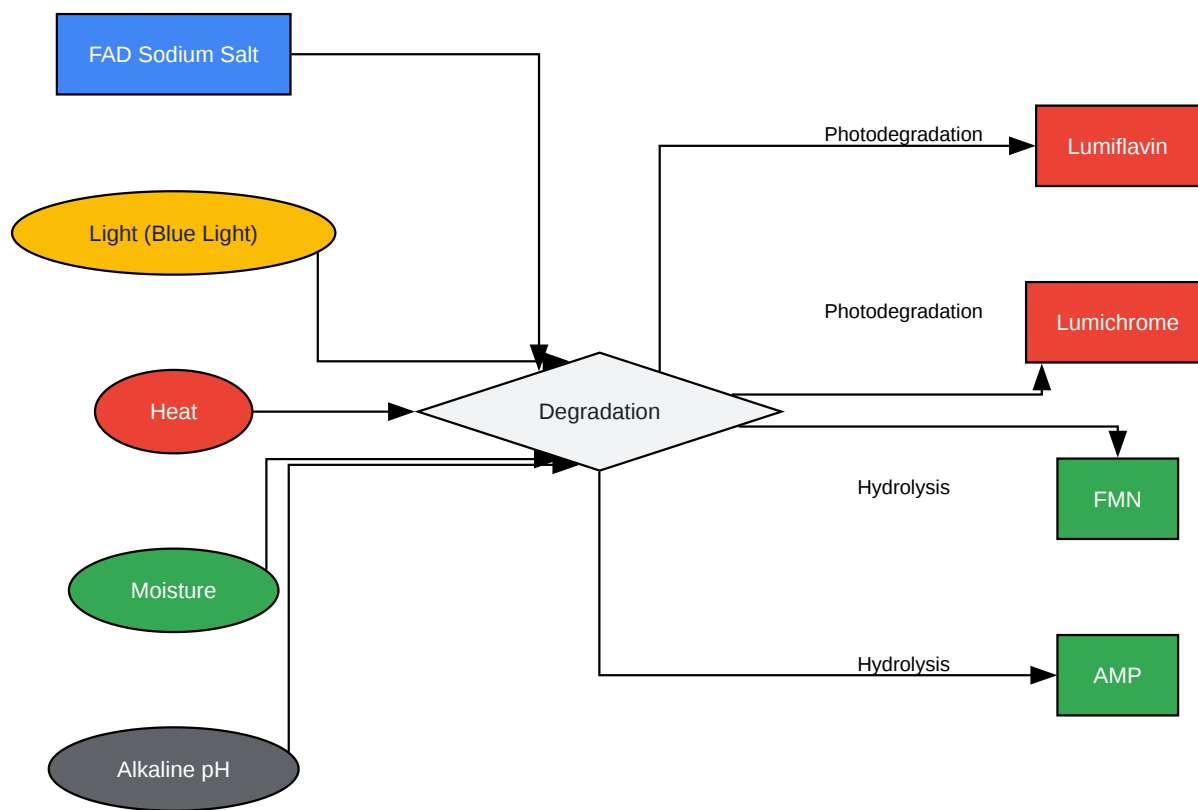 FAD Sodium Salt
Light (Blue Light)
Heat
Moisture
Alkaline pH
Degradation
Photodegradation
Lumiflavin
Photodegradation
Lumichrome
Hydrolysis
FMN
Hydrolysis
AMP